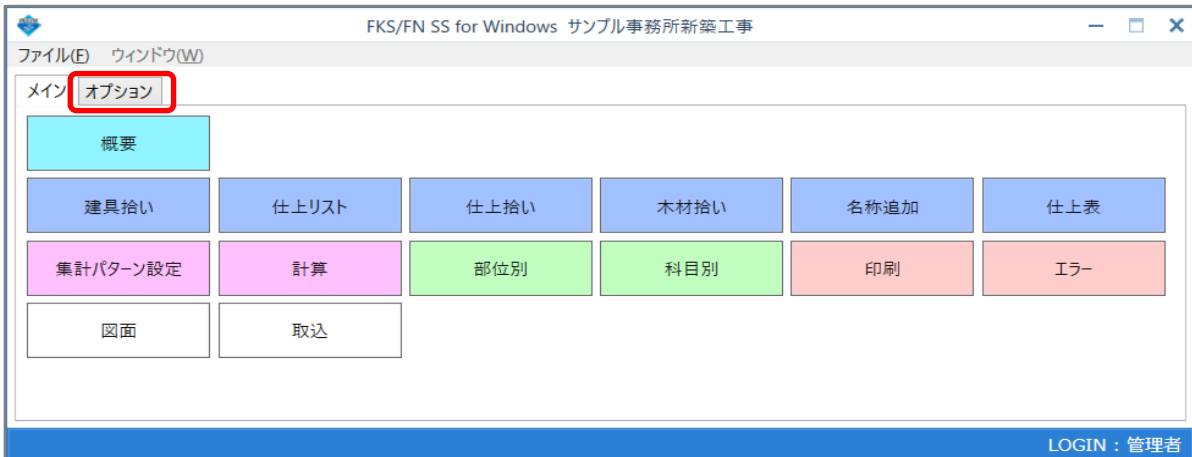 FKS/FN SS for Windows サンプル事務所新築工事
ファイル(F) ウィンドウ(W)
メイン オプション
概要
建具拾い 仕上リスト 仕上拾い 木材拾い 名称追加 仕上表
集計パターン設定 計算 部位別 科目別 印刷 エラー
図面 取込
LOGIN : 管理者